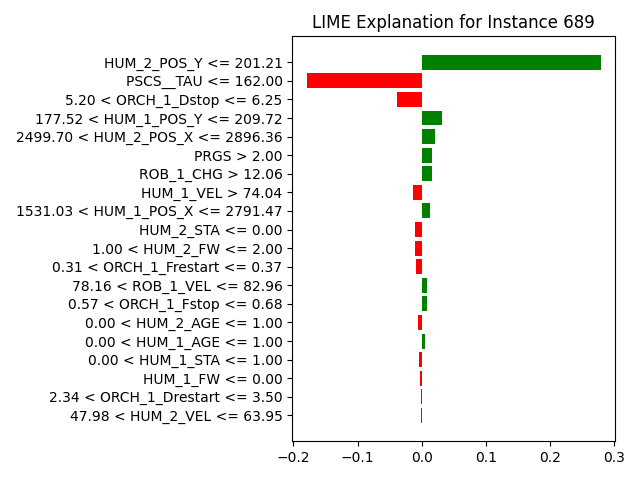 LIME Explanation for Instance 689
HUM_2_POS_Y <= 201.21
PSCS__TAU <= 162.00
5.20 < ORCH_1_Dstop <= 6.25
177.52 < HUM_1_POS_Y <= 209.72
2499.70 < HUM_2_POS_X <= 2896.36
PRGS > 2.00
ROB_1_CHG > 12.06
HUM_1_VEL > 74.04
1531.03 < HUM_1_POS_X <= 2791.47
HUM_2_STA <= 0.00
1.00 < HUM_2_FW <= 2.00
0.31 < ORCH_1_Frestart <= 0.37
78.16 < ROB_1_VEL <= 82.96
0.57 < ORCH_1_Fstop <= 0.68
0.00 < HUM_2_AGE <= 1.00
0.00 < HUM_1_AGE <= 1.00
0.00 < HUM_1_STA <= 1.00
HUM_1_FW <= 0.00
2.34 < ORCH_1_Drestart <= 3.50
47.98 < HUM_2_VEL <= 63.95
−0.2 −0.1 0.0 0.1 0.2 0.3